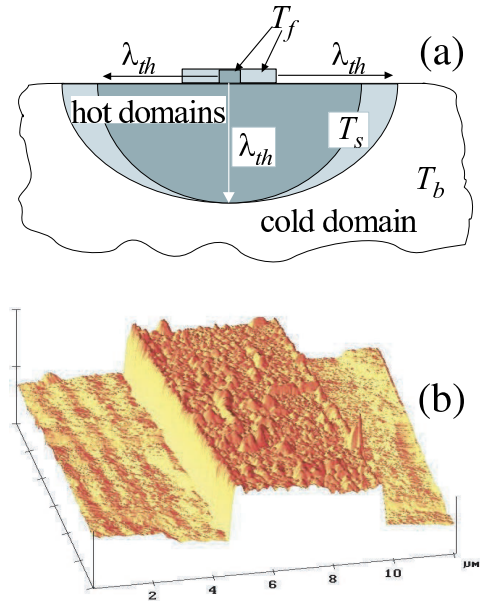 T_f
(a)
λ_th
λ_th
hot domains
λ_th
T_s
T_b
cold domain
(b)
2
4
6
8
10
μM